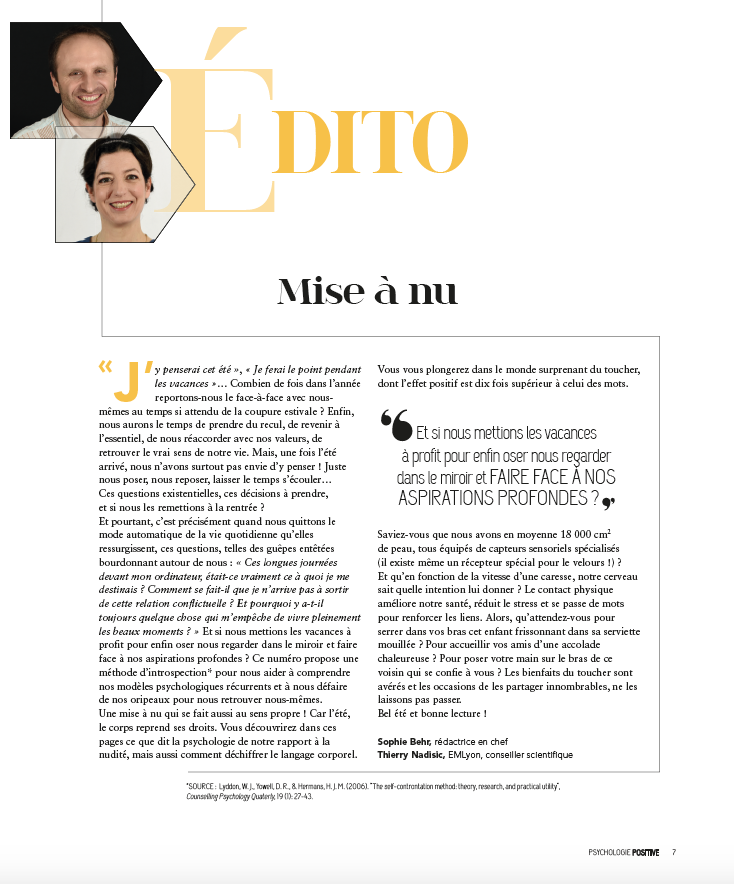 ÉDITO
Mise à nu
« J'y penserai cet été », « Je ferai le point pendant
les vacances »… Combien de fois dans l'année
reportons-nous le face-à-face avec nous-
mêmes au temps si attendu de la coupure estivale ? Enfin,
nous aurons le temps de prendre du recul, de revenir à
l'essentiel, de nous réaccorder avec nos valeurs, de
retrouver le vrai sens de notre vie. Mais, une fois l'été
arrivé, nous n'avons surtout pas envie d'y penser ! Juste
nous poser, nous reposer, laisser le temps s'écouler…
Ces questions existentielles, ces décisions à prendre,
et si nous les remettions à la rentrée ?
Et pourtant, c'est précisément quand nous quittons le
mode automatique de la vie quotidienne qu'elles
ressurgissent, ces questions, telles des guêpes entêtées
bourdonnant autour de nous : « Ces longues journées
devant mon ordinateur, était-ce vraiment ce à quoi je me
destinais ? Comment se fait-il que je n'arrive pas à sortir
de cette relation conflictuelle ? Et pourquoi y a-t-il
toujours quelque chose qui m'empêche de vivre pleinement
les beaux moments ? » Et si nous mettions les vacances à
profit pour enfin oser nous regarder dans le miroir et faire
face à nos aspirations profondes ? Ce numéro propose une
méthode d'introspection* pour nous aider à comprendre
nos modèles psychologiques récurrents et à nous défaire
de nos oripeaux pour nous retrouver nous-mêmes.
Une mise à nu qui se fait aussi au sens propre ! Car l'été,
le corps reprend ses droits. Vous découvrirez dans ces
pages ce que dit la psychologie de notre rapport à la
nudité, mais aussi comment déchiffrer le langage corporel.
Vous vous plongerez dans le monde surprenant du toucher,
dont l'effet positif est dix fois supérieur à celui des mots.
❝Et si nous mettions les vacances
à profit pour enfin oser nous regarder
dans le miroir et FAIRE FACE À NOS
ASPIRATIONS PROFONDES ?❞
Saviez-vous que nous avons en moyenne 18 000 cm²
de peau, tous équipés de capteurs sensoriels spécialisés
(il existe même un récepteur spécial pour le velours !) ?
Et qu'en fonction de la vitesse d'une caresse, notre cerveau
sait quelle intention lui donner ? Le contact physique
améliore notre santé, réduit le stress et se passe de mots
pour renforcer les liens. Alors, qu'attendez-vous pour
serrer dans vos bras cet enfant frissonnant dans sa serviette
mouillée ? Pour accueillir vos amis d'une accolade
chaleureuse ? Pour poser votre main sur le bras de ce
voisin qui se confie à vous ? Les bienfaits du toucher sont
avérés et les occasions de les partager innombrables, ne les
laissons pas passer.
Bel été et bonne lecture !
Sophie Behr, rédactrice en chef
Thierry Nadisic, EMLyon, conseiller scientifique
*SOURCE : Lyddon, W. J., Yowell, D. R., & Hermans, H. J. M. (2006). "The self-confrontation method: theory, research, and practical utility",
Counselling Psychology Quaterly, 19 (1): 27-43.
PSYCHOLOGIE POSITIVE 7